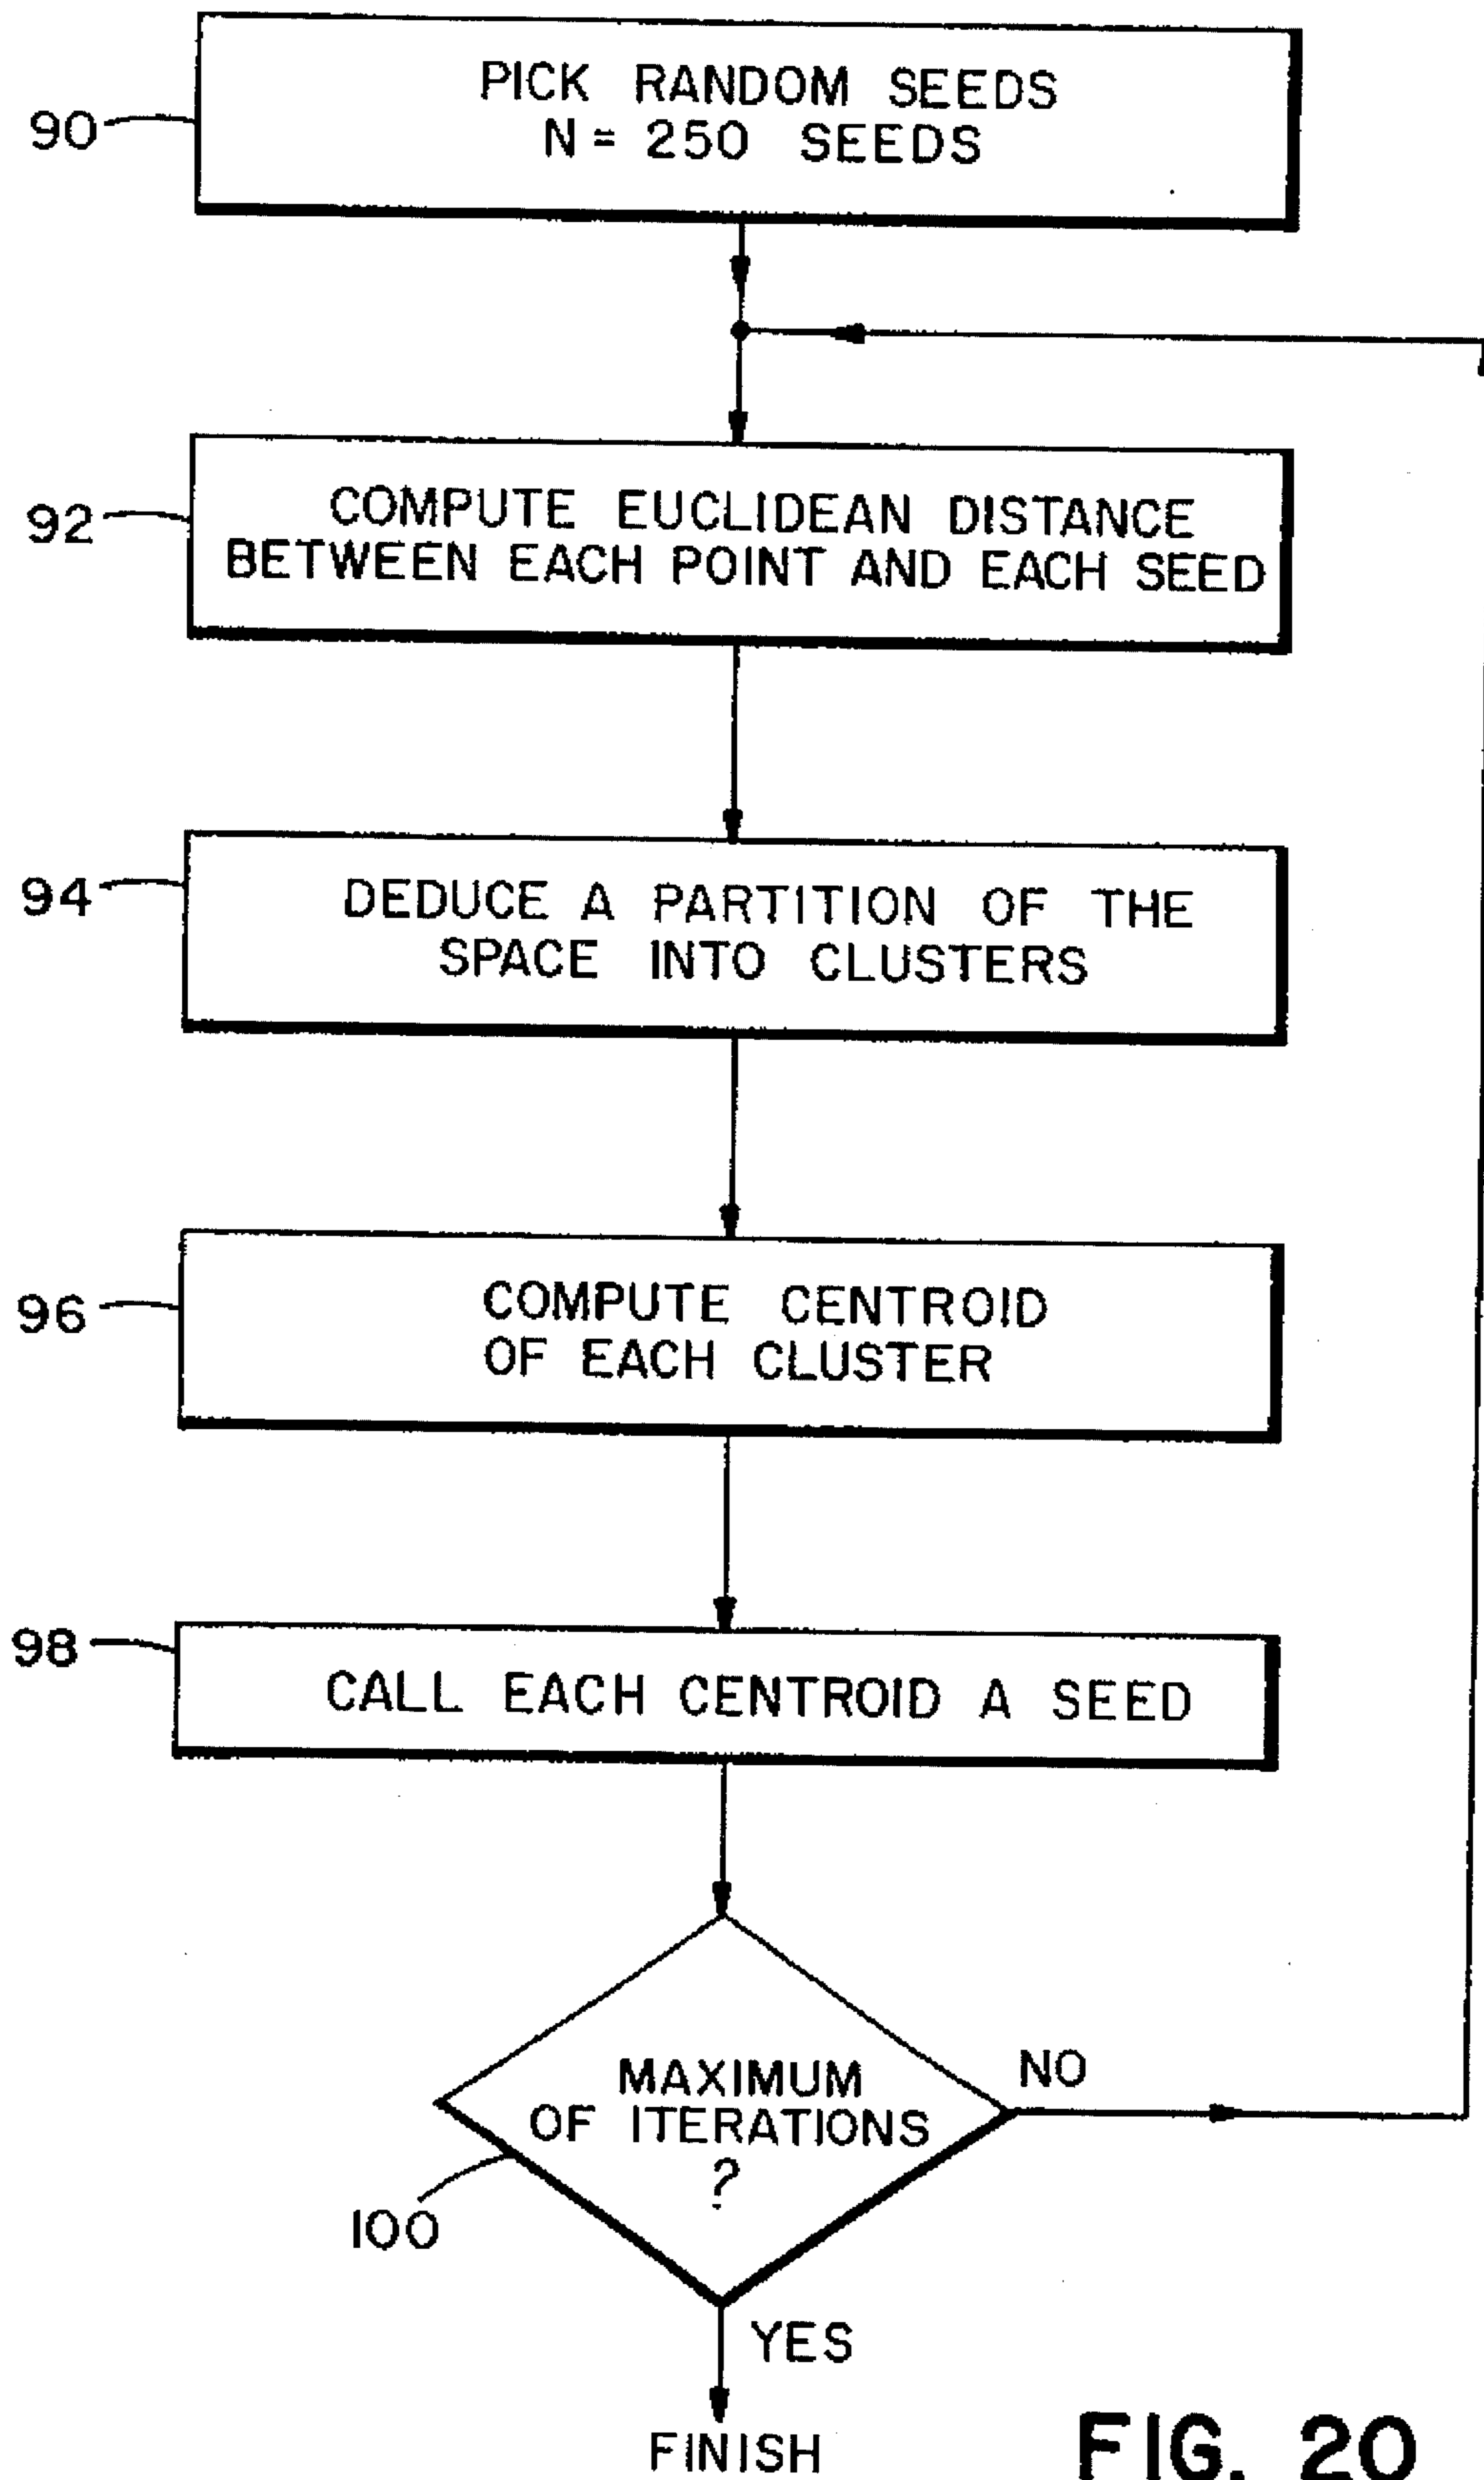 PICK RANDOM SEEDS
N = 250 SEEDS
90
COMPUTE EUCLIDEAN DISTANCE
BETWEEN EACH POINT AND EACH SEED
92
DEDUCE A PARTITION OF THE
SPACE INTO CLUSTERS
94
COMPUTE CENTROID
OF EACH CLUSTER
96
CALL EACH CENTROID A SEED
98
MAXIMUM
OF ITERATIONS
?
NO
100
YES
FINISH
FIG. 20